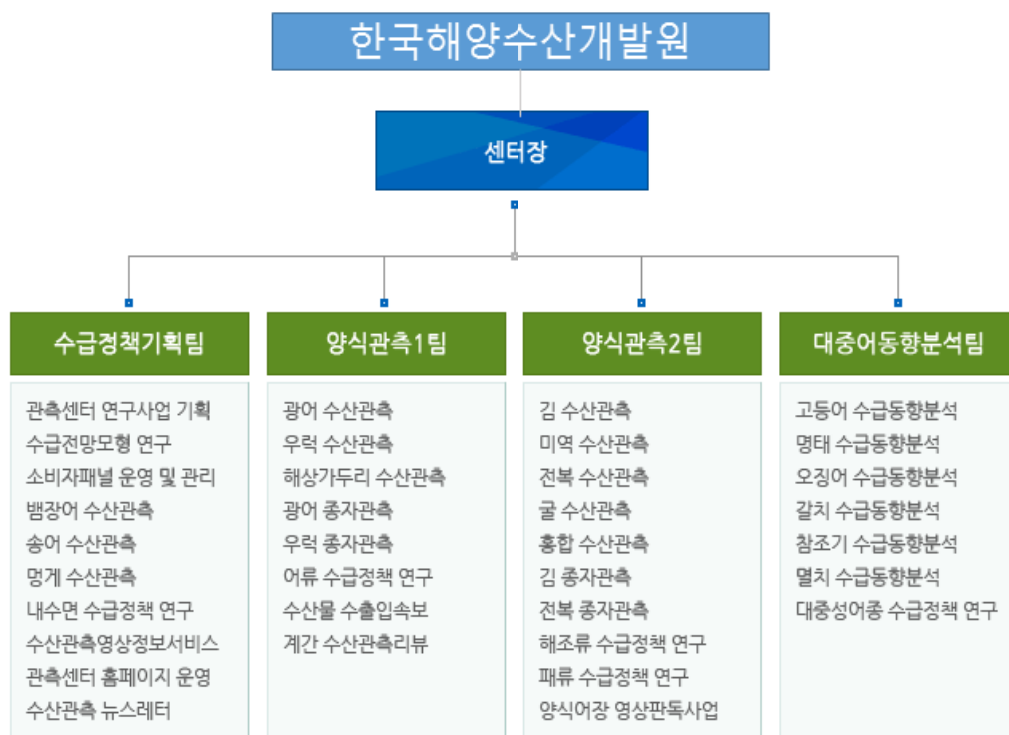 한국해양수산개발원
센터장
수급정책기획팀
관측센터 연구사업 기획
수급전망모형 연구
소비자패널 운영 및 관리
뱀장어 수산관측
송어 수산관측
멍게 수산관측
내수면 수급정책 연구
수산관측영상정보서비스
관측센터 홈페이지 운영
수산관측 뉴스레터
양식관측1팀
광어 수산관측
우럭 수산관측
해상가두리 수산관측
광어 종자관측
우럭 종자관측
어류 수급정책 연구
수산물 수출입속보
계간 수산관측리뷰
양식관측2팀
김 수산관측
미역 수산관측
전복 수산관측
굴 수산관측
홍합 수산관측
김 종자관측
전복 종자관측
해조류 수급정책 연구
패류 수급정책 연구
양식어장 영상판독사업
대중어동향분석팀
고등어 수급동향분석
명태 수급동향분석
오징어 수급동향분석
갈치 수급동향분석
참조기 수급동향분석
멸치 수급동향분석
대중성어종 수급정책 연구